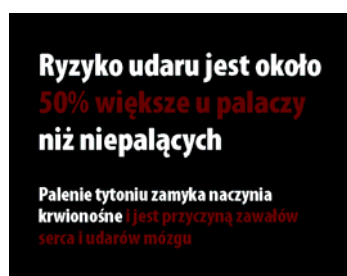 Ryzyko udaru jest około
50% większe u palaczy
niż niepalących
Palenie tytoniu zamyka naczynia
krwionośne i jest przyczyną zawałów
serca i udarów mózgu